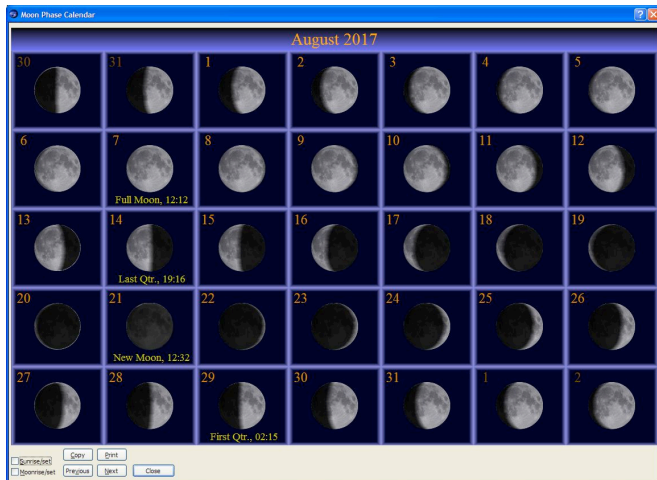 Moon Phase Calendar
August 2017
30 31 1 2 3 4 5
6 7 8 9 10 11 12
Full Moon, 12:12
13 14 15 16 17 18 19
Last Qtr., 19:16
20 21 22 23 24 25 26
New Moon, 12:32
27 28 29 30 31 1 2
First Qtr., 02:15
Sunrise/set
Copy Print
Moonrise/set
Previous Next Close